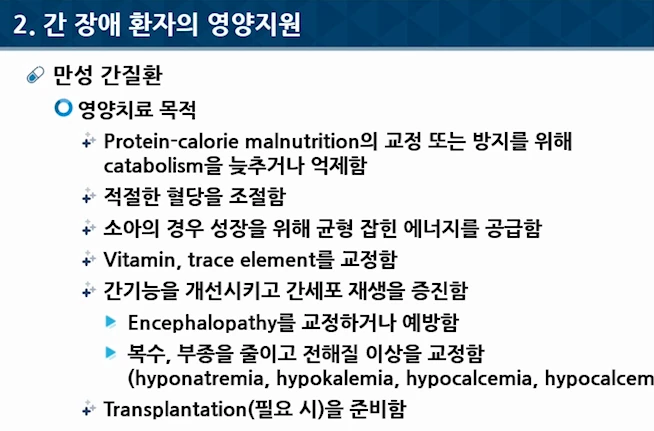 2. 간 장애 환자의 영양지원
만성 간질환
영양치료 목적
Protein-calorie malnutrition의 교정 또는 방지를 위해
catabolism을 늦추거나 억제함
적절한 혈당을 조절함
소아의 경우 성장을 위해 균형 잡힌 에너지를 공급함
Vitamin, trace element를 교정함
간기능을 개선시키고 간세포 재생을 증진함
Encephalopathy를 교정하거나 예방함
복수, 부종을 줄이고 전해질 이상을 교정함
(hyponatremia, hypokalemia, hypocalcemia, hypocalcem
Transplantation(필요 시)을 준비함